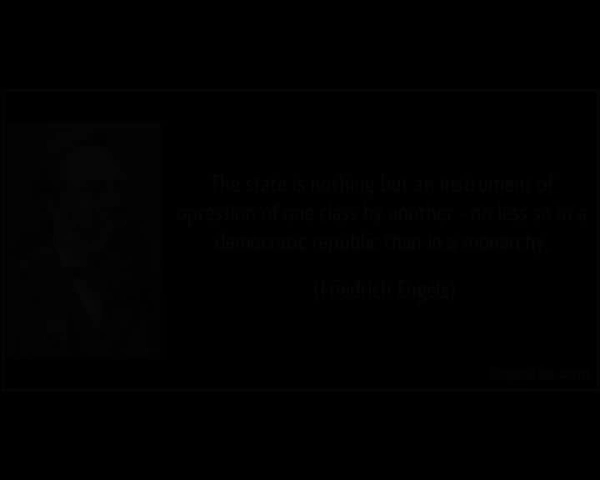 The state is nothing but an instrument of
opression of one class by another - no less so in a
democratic republic than in a monarchy.
(Friedrich Engels)